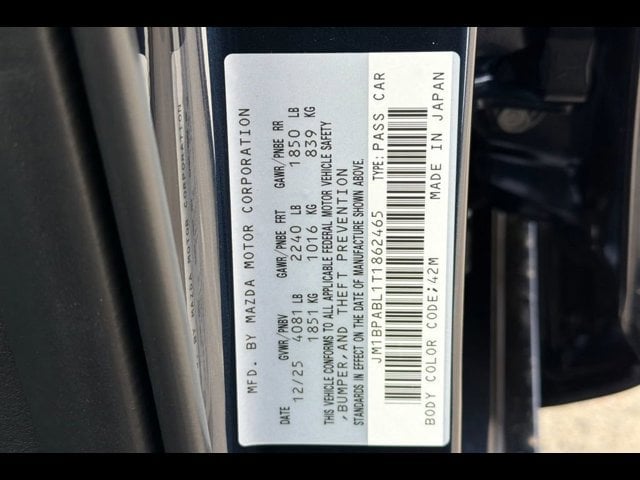 MFD. BY MAZDA MOTOR CORPORATION
DATE GVWR/PNBV GAWR/PNBE FRT GAWR/PNBE RR
12/25 4081 LB 2240 LB 1850 LB
1851 KG 1016 KG 839 KG
THIS VEHICLE CONFORMS TO ALL APPLICABLE FEDERAL MOTOR VEHICLE SAFETY
,BUMPER,AND THEFT PREVENTION
STANDARDS IN EFFECT ON THE DATE OF MANUFACTURE SHOWN ABOVE.
JM1BPABL1T1862465 TYPE:PASS CAR
BODY COLOR CODE:42M MADE IN JAPAN